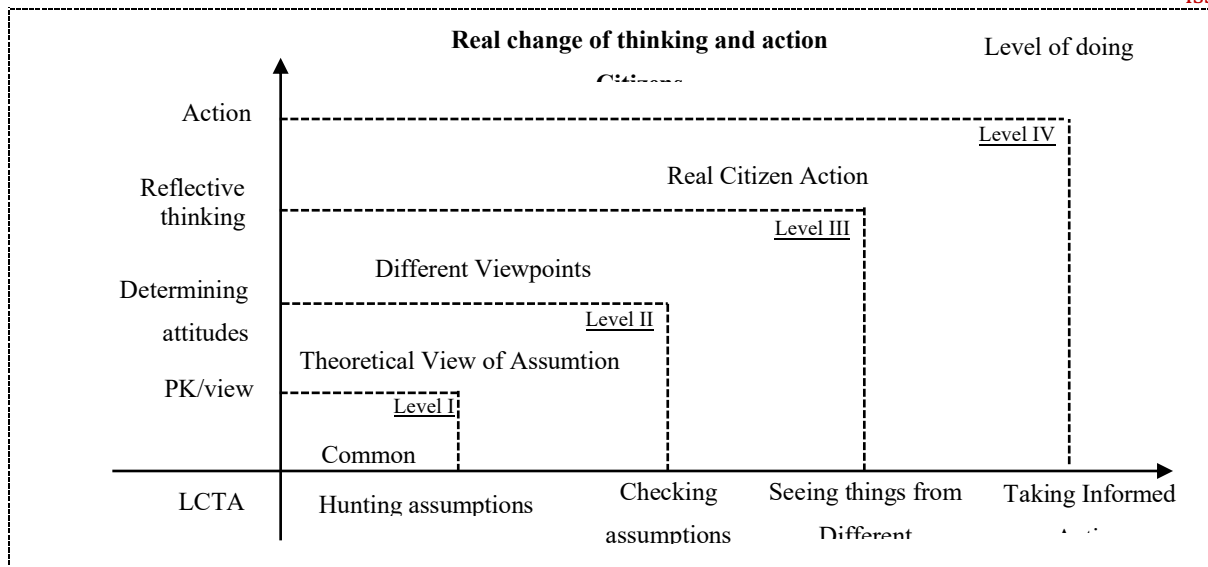 Real change of thinking and action
Level of doing
Citizens
Action
Level IV
Reflective
thinking
Real Citizen Action
Level III
Different Viewpoints
Determining
attitudes
Level II
Theoretical View of Assumtion
PK/view
Level I
Common
LCTA
Hunting assumptions
Checking
assumptions
Seeing things from
Different
Taking Informed